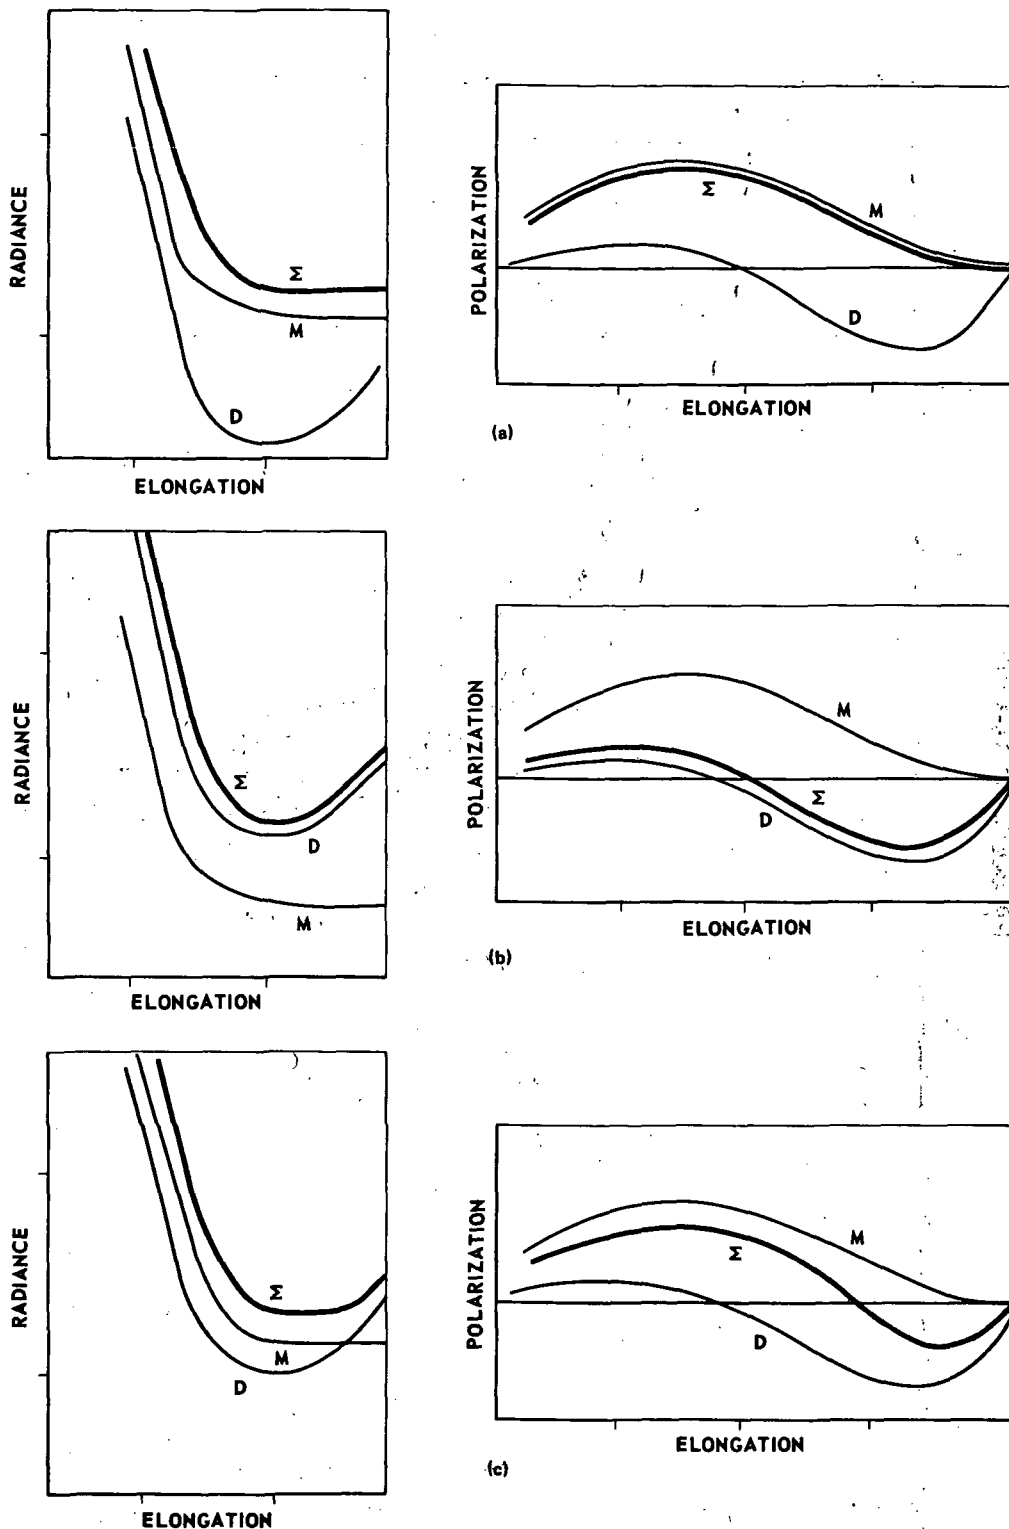 RADIANCE
Σ
M
D
ELONGATION
POLARIZATION
Σ
M
D
ELONGATION
(a)
RADIANCE
Σ
D
M
ELONGATION
POLARIZATION
M
Σ
D
ELONGATION
(b)
RADIANCE
Σ
M
D
ELONGATION
POLARIZATION
M
Σ
D
ELONGATION
(c)